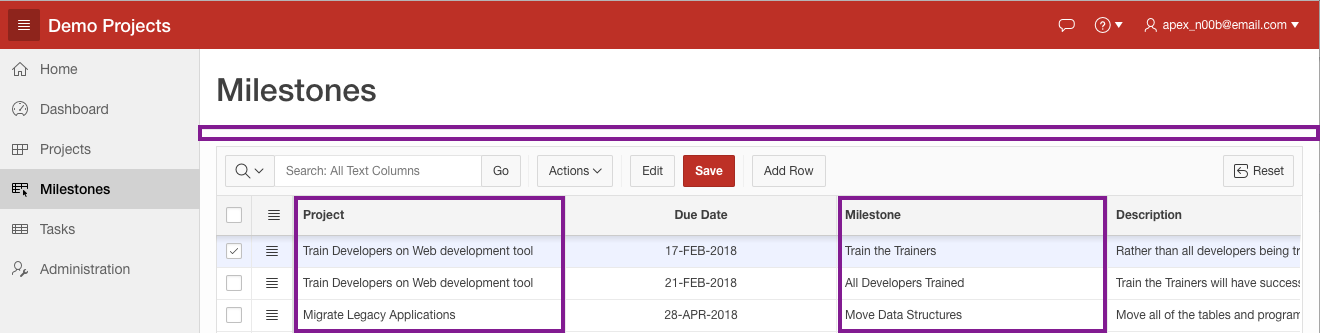 Demo Projects
apex_n00b@email.com
Home
Dashboard
Projects
Milestones
Tasks
Administration
Milestones
Search: All Text Columns
Go
Actions
Edit
Save
Add Row
Reset
Project Due Date Milestone Description
Train Developers on Web development tool 17-FEB-2018 Train the Trainers Rather than all developers being tr
Train Developers on Web development tool 21-FEB-2018 All Developers Trained Train the Trainers will have success
Migrate Legacy Applications 28-APR-2018 Move Data Structures Move all of the tables and program